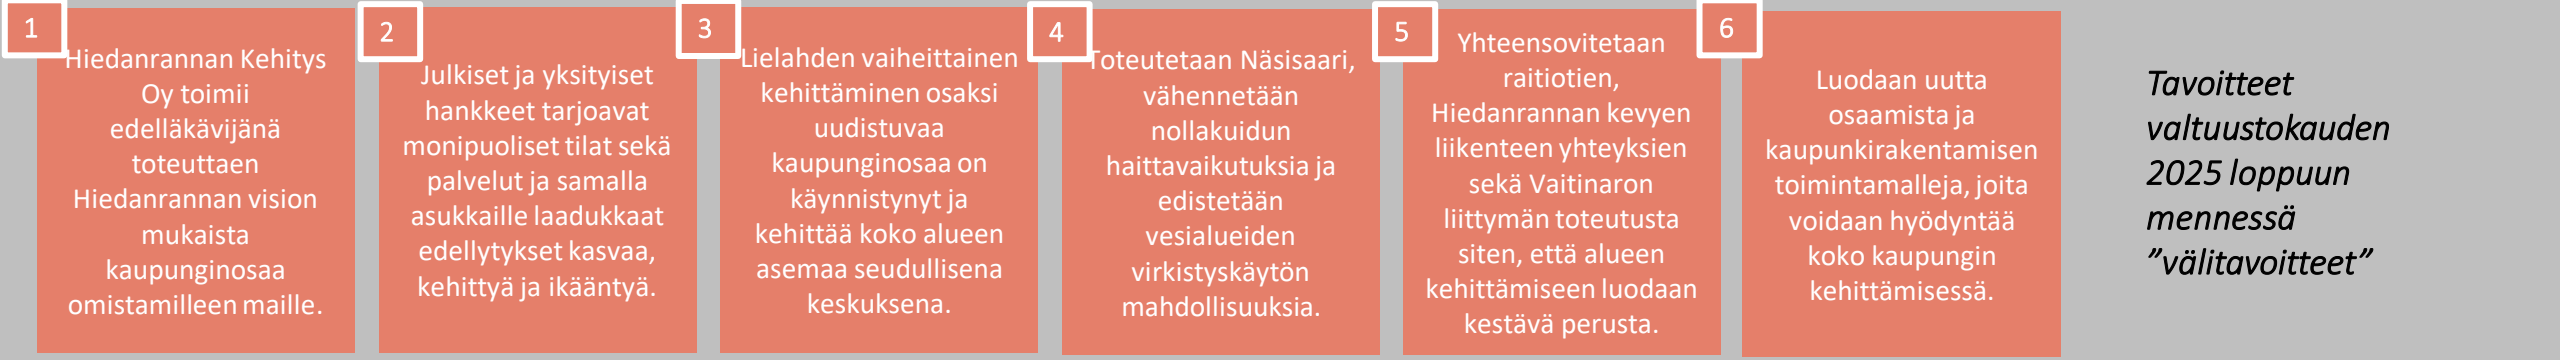 1
Hiedanrannan Kehitys
Oy toimii
edelläkävijänä
toteuttaen
Hiedanrannan vision
mukaista
kaupunginosaa
omistamilleen maille.
2
Julkiset ja yksityiset
hankkeet tarjoavat
monipuoliset tilat sekä
palvelut ja samalla
asukkaille laadukkaat
edellytykset kasvaa,
kehittyä ja ikääntyä.
3
Lielahden vaiheittainen
kehittäminen osaksi
uudistuvaa
kaupunginosaa on
käynnistynyt ja
kehittää koko alueen
asemaa seudullisena
keskuksena.
4
Toteutetaan Näsisaari,
vähennetään
nollakuidun
haittavaikutuksia ja
edistetään
vesialueiden
virkistyskäytön
mahdollisuuksia.
5
Yhteensovitetaan
raitiotien,
Hiedanrannan kevyen
liikenteen yhteyksien
sekä Vaitinaron
liittymän toteutusta
siten, että alueen
kehittämiseen luodaan
kestävä perusta.
6
Luodaan uutta
osaamista ja
kaupunkirakentamisen
toimintamalleja, joita
voidaan hyödyntää
koko kaupungin
kehittämisessä.
Tavoitteet
valtuustokauden
2025 loppuun
mennessä
”välitavoitteet”